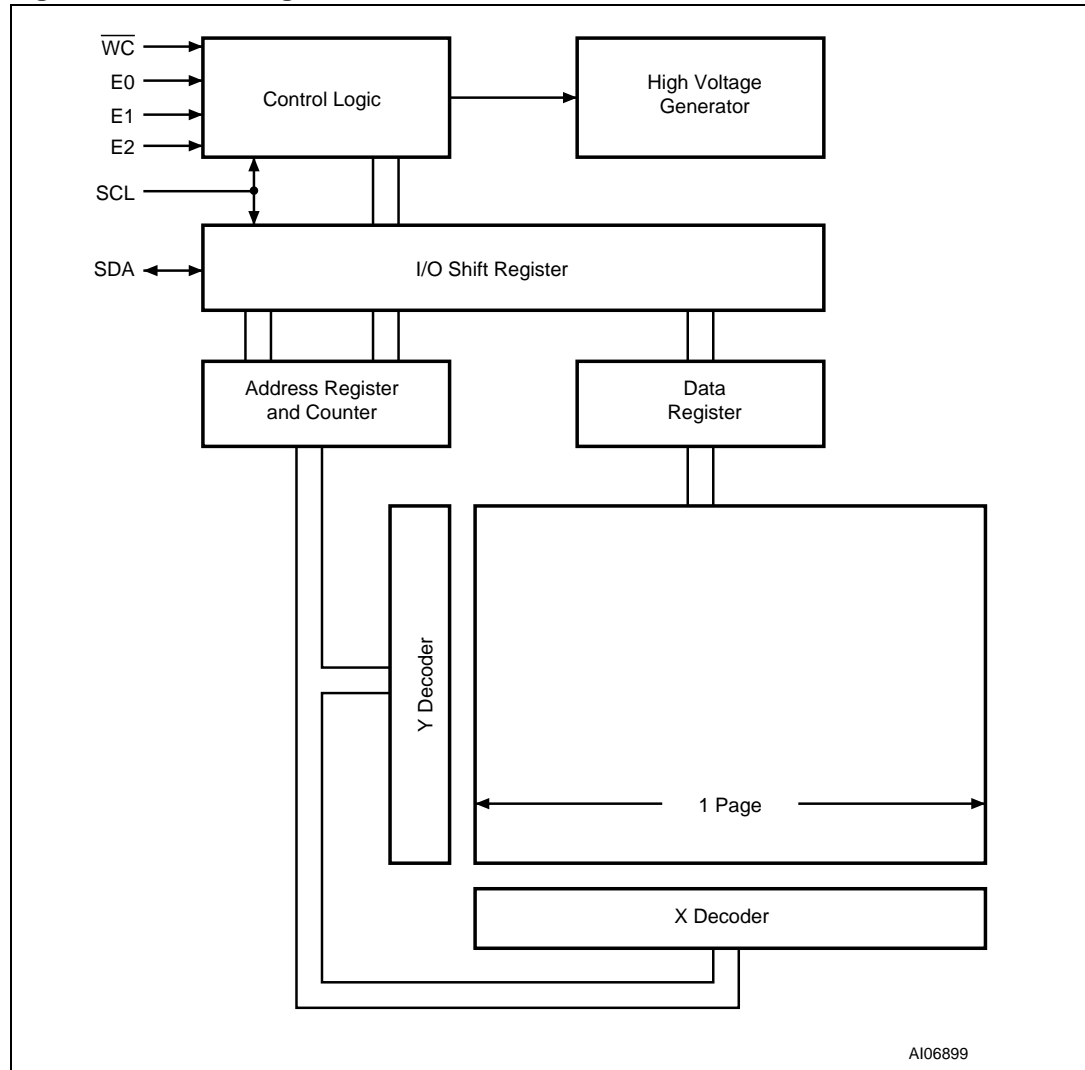 WC
E0
E1
E2
SCL
SDA
Control Logic
High Voltage
Generator
I/O Shift Register
Address Register
and Counter
Data
Register
Y Decoder
1 Page
X Decoder
AI06899